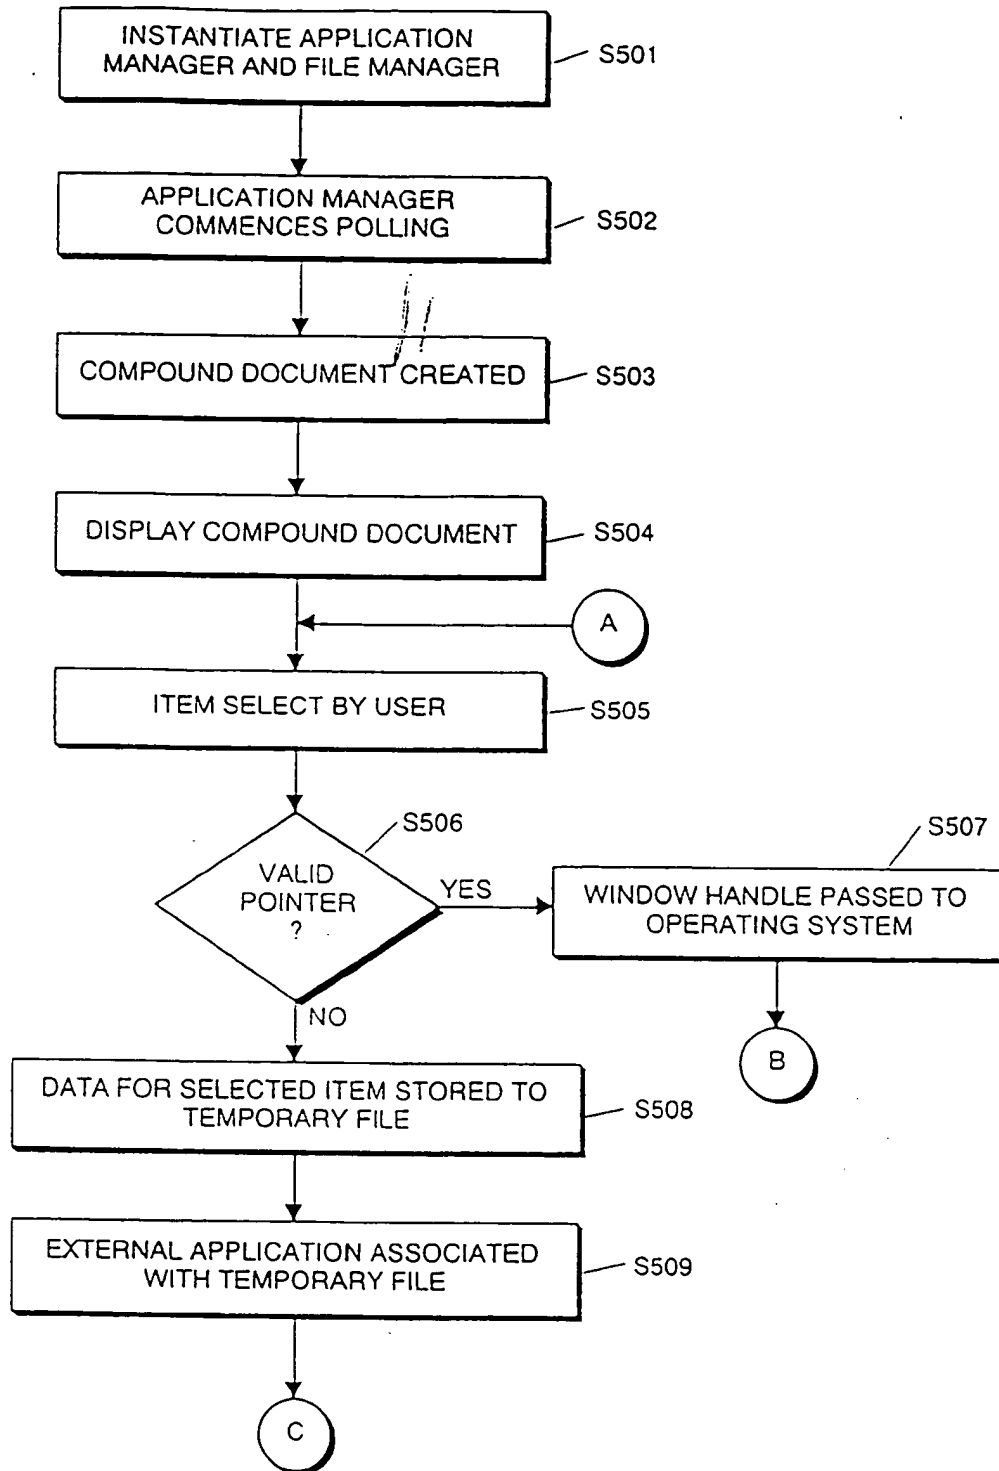 INSTANTIATE APPLICATION
MANAGER AND FILE MANAGER
S501
APPLICATION MANAGER
COMMENCES POLLING
S502
COMPOUND DOCUMENT CREATED
S503
DISPLAY COMPOUND DOCUMENT
S504
A
ITEM SELECT BY USER
S505
S506
VALID
POINTER
?
YES
S507
WINDOW HANDLE PASSED TO
OPERATING SYSTEM
B
NO
DATA FOR SELECTED ITEM STORED TO
TEMPORARY FILE
S508
EXTERNAL APPLICATION ASSOCIATED
WITH TEMPORARY FILE
S509
C